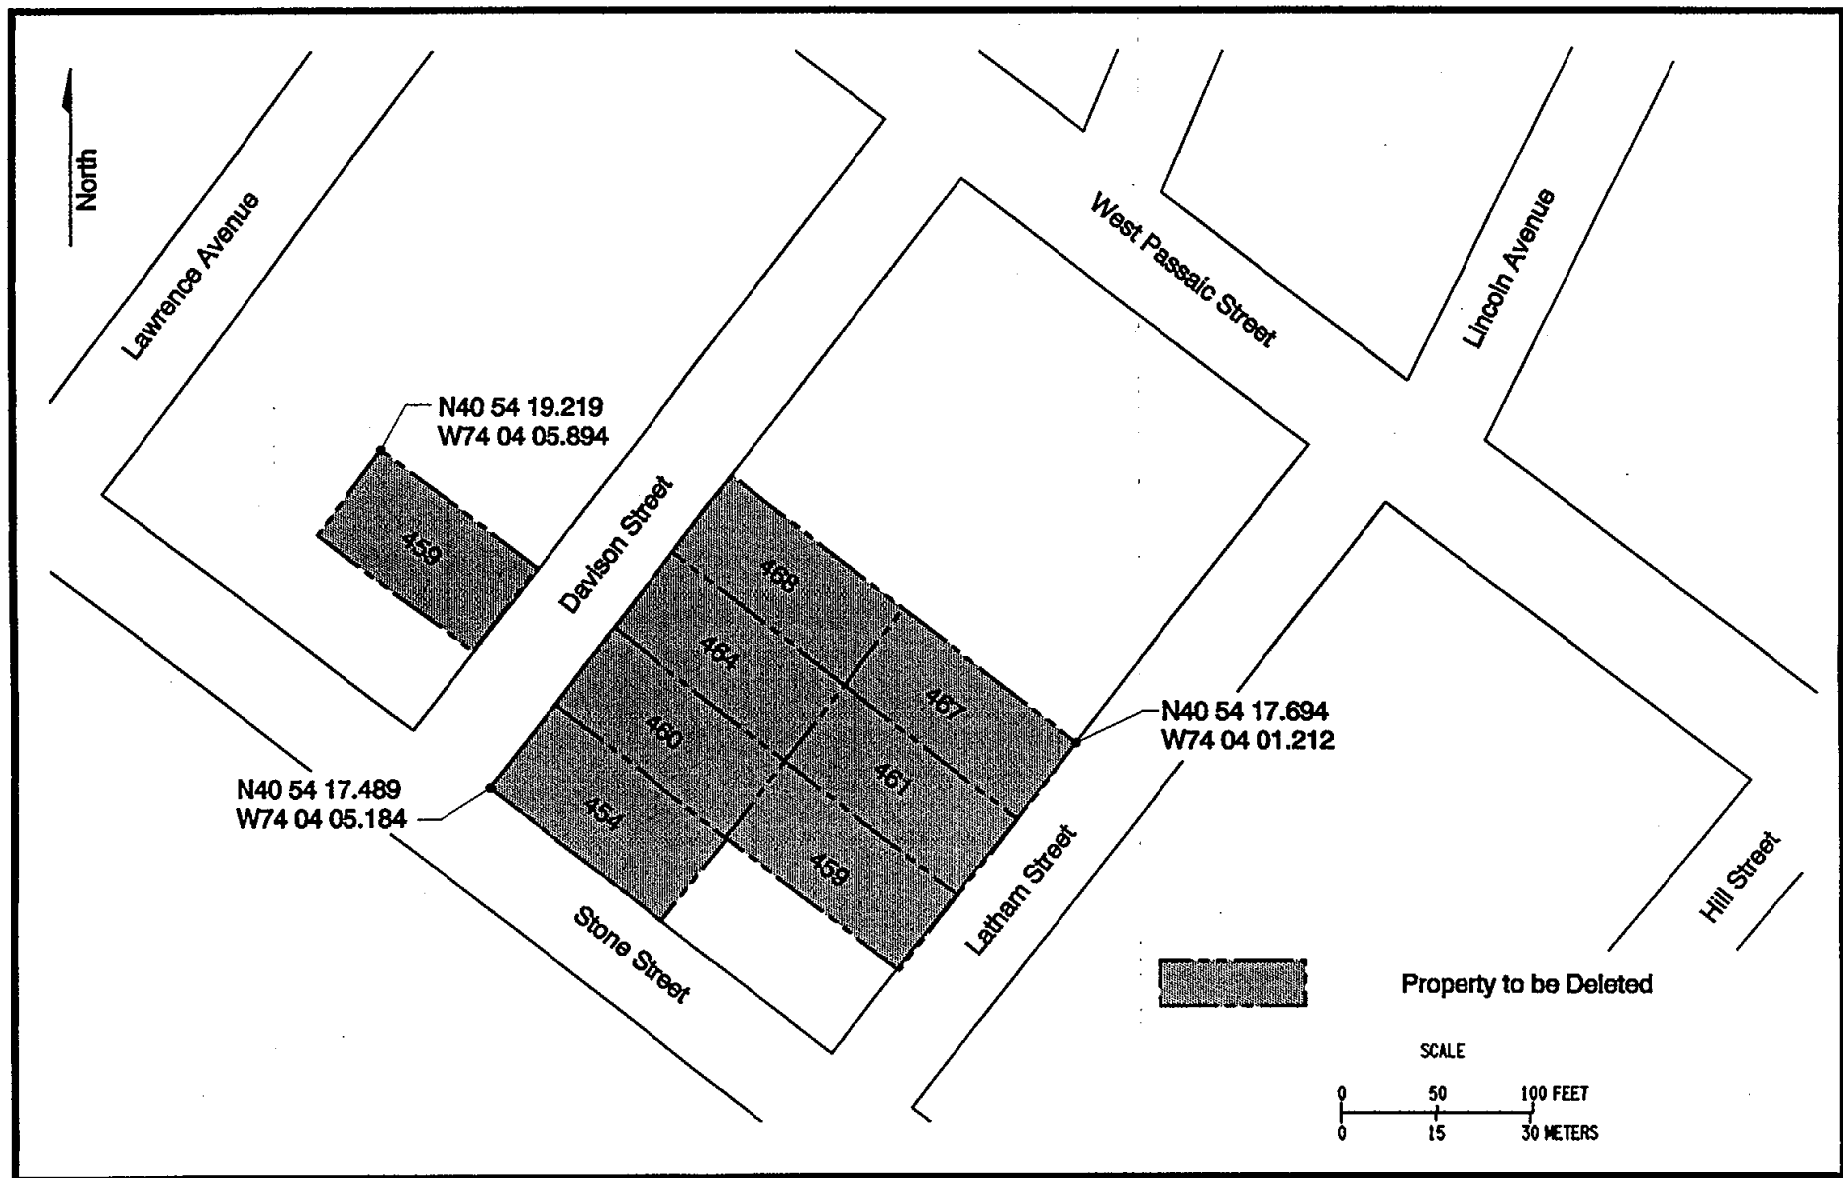 North
Lawrence Avenue
West Passaic Street
Lincoln Avenue
N40 54 19.219
W74 04 05.894
Davison Street
459
468
464
467
460
461
454
459
N40 54 17.694
W74 04 01.212
N40 54 17.489
W74 04 05.184
Latham Street
Hill Street
Stone Street
Property to be Deleted
SCALE
0 50 100 FEET
0 15 30 METERS